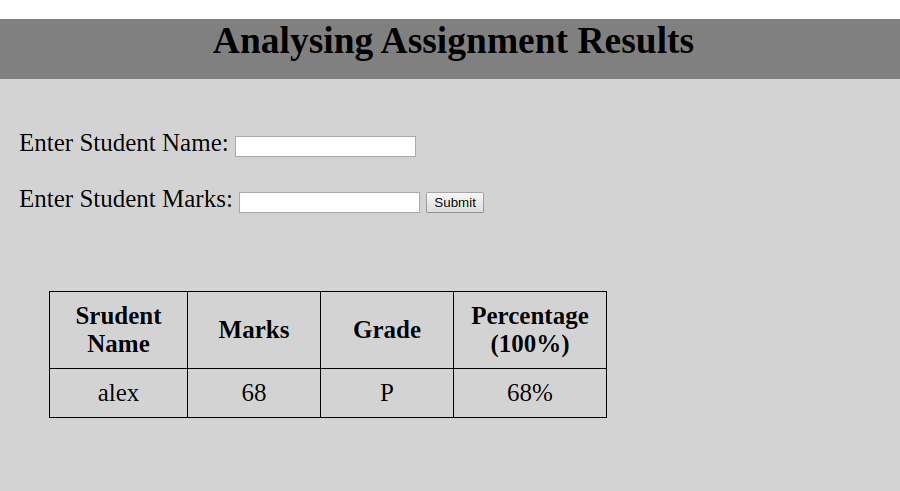 Analysing Assignment Results
Enter Student Name:
Enter Student Marks: Submit
Srudent Name Marks Grade Percentage (100%)
alex 68 P 68%